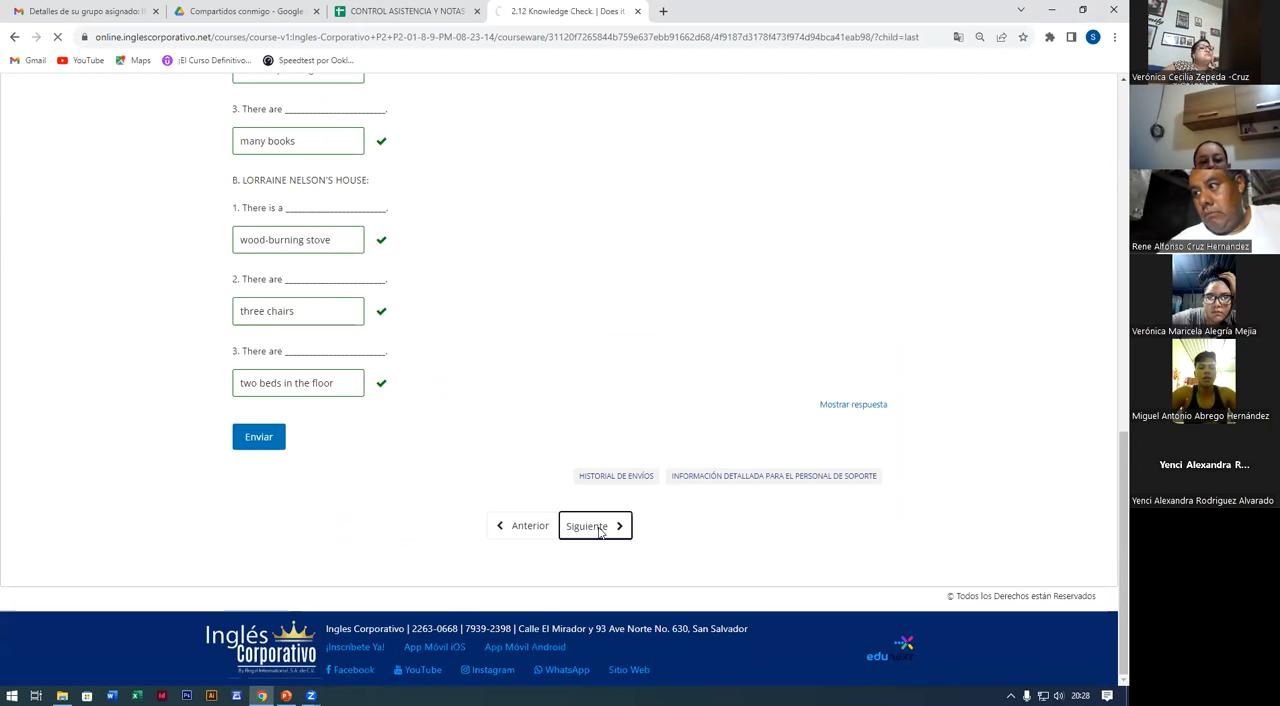 Detalles de su grupo asignado: I
Compartidos conmigo - Google
CONTROL ASISTENCIA Y NOTAS
2.12 Knowledge Check. | Does it
online.inglescorporativo.net/courses/course-v1:Ingles-Corporativo+P2+P2-01-8-9-PM-08-23-14/courseware/31120f7265844b759e637ebb91662d68/4f9187d3178f473f974d94bca41eab98/?child=last
S
Gmail
YouTube
Maps
¡El Curso Definitivo...
Speedtest por Ookl...
3. There are ________________________.
many books
B. LORRAINE NELSON'S HOUSE:
1. There is a ________________________.
wood-burning stove
2. There are ________________________.
three chairs
3. There are ________________________.
two beds in the floor
Mostrar respuesta
Enviar
HISTORIAL DE ENVÍOS
INFORMACIÓN DETALLADA PARA EL PERSONAL DE SOPORTE
Anterior
Siguiente
© Todos los Derechos están Reservados
Inglés Corporativo
Ingles Corporativo | 2263-0668 | 7939-2398 | Calle El Mirador y 93 Ave Norte No. 630, San Salvador
¡Inscríbete Ya!
App Móvil iOS
App Móvil Android
Facebook
YouTube
Instagram
WhatsApp
Sitio Web
20:28
Verónica Cecilia Zepeda -Cruz
Rene Alfonso Cruz Hernández
Verónica Maricela Alegría Mejia
Miguel Antonio Abrego Hernández
Yenci Alexandra R...
Yenci Alexandra Rodriguez Alvarado